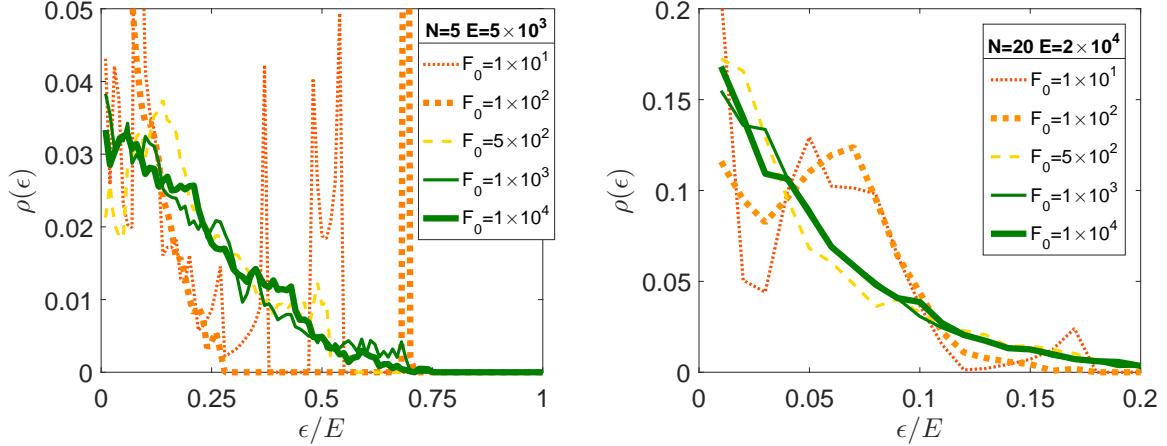 0.05
0.04
0.03
0.02
0.01
0
ρ(ϵ)
0
0.25
0.5
0.75
1
ϵ/E
N=5 E=5×10³
F₀=1×10¹
F₀=1×10²
F₀=5×10²
F₀=1×10³
F₀=1×10⁴
0.2
0.15
0.1
0.05
0
ρ(ϵ)
0
0.05
0.1
0.15
0.2
ϵ/E
N=20 E=2×10⁴
F₀=1×10¹
F₀=1×10²
F₀=5×10²
F₀=1×10³
F₀=1×10⁴